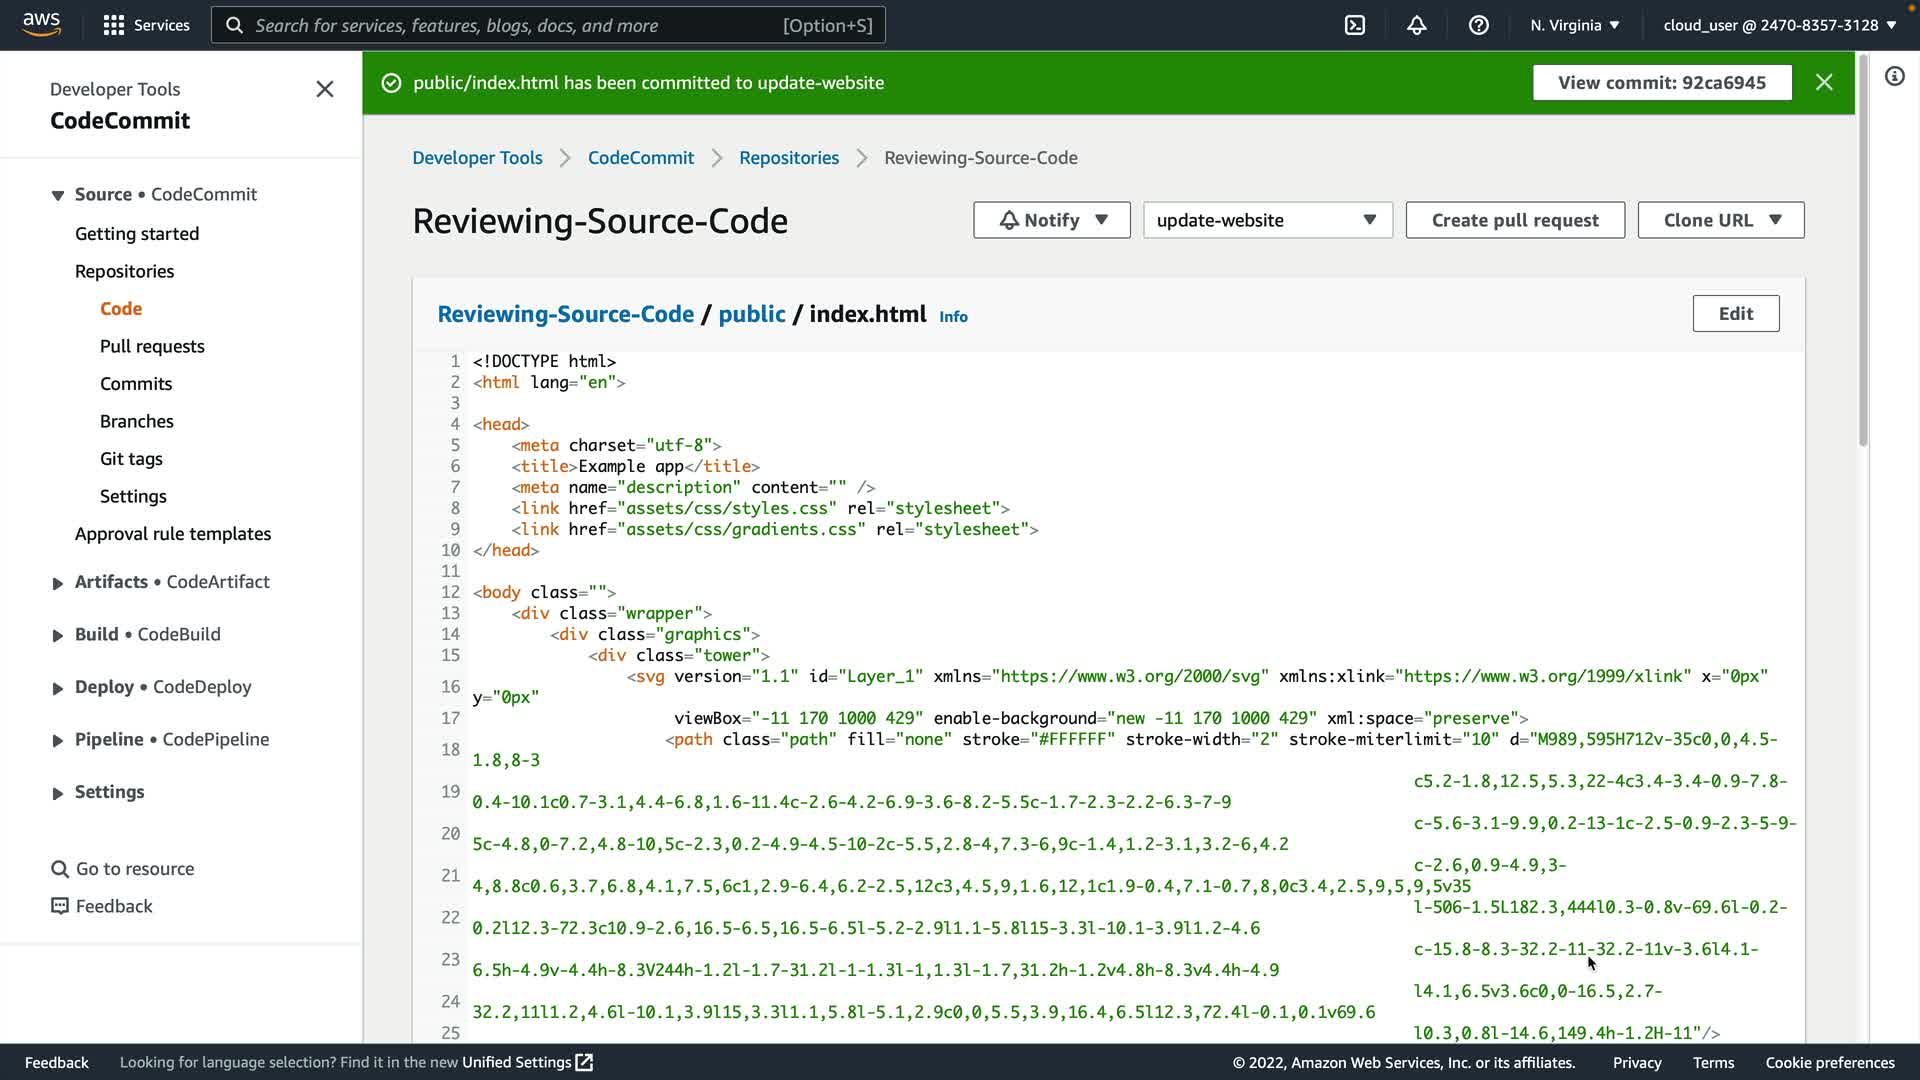 aws
Services
Search for services, features, blogs, docs, and more [Option+S]
N. Virginia ▼
cloud_user @ 2470-8357-3128 ▼
Developer Tools
CodeCommit
▼ Source • CodeCommit
Getting started
Repositories
Code
Pull requests
Commits
Branches
Git tags
Settings
Approval rule templates
▶ Artifacts • CodeArtifact
▶ Build • CodeBuild
▶ Deploy • CodeDeploy
▶ Pipeline • CodePipeline
▶ Settings
Go to resource
Feedback
public/index.html has been committed to update-website
View commit: 92ca6945
Developer Tools > CodeCommit > Repositories > Reviewing-Source-Code
Reviewing-Source-Code
Notify ▼
update-website ▼
Create pull request
Clone URL ▼
Reviewing-Source-Code / public / index.html Info
Edit
1 <!DOCTYPE html>
2 <html lang="en">
3
4 <head>
5 <meta charset="utf-8">
6 <title>Example app</title>
7 <meta name="description" content="" />
8 <link href="assets/css/styles.css" rel="stylesheet">
9 <link href="assets/css/gradients.css" rel="stylesheet">
10 </head>
11
12 <body class="">
13 <div class="wrapper">
14 <div class="graphics">
15 <div class="tower">
16 <svg version="1.1" id="Layer_1" xmlns="https://www.w3.org/2000/svg" xmlns:xlink="https://www.w3.org/1999/xlink" x="0px"
y="0px"
17 viewBox="-11 170 1000 429" enable-background="new -11 170 1000 429" xml:space="preserve">
18 <path class="path" fill="none" stroke="#FFFFFF" stroke-width="2" stroke-miterlimit="10" d="M989,595H712v-35c0,0,4.5-
1.8,8-3
19 c5.2-1.8,12.5,5.3,22-4c3.4-3.4-0.9-7.8-
0.4-10.1c0.7-3.1,4.4-6.8,1.6-11.4c-2.6-4.2-6.9-3.6-8.2-5.5c-1.7-2.3-2.2-6.3-7-9
20 c-5.6-3.1-9.9,0.2-13-1c-2.5-0.9-2.3-5-9-
5c-4.8,0-7.2,4.8-10,5c-2.3,0.2-4.9-4.5-10-2c-5.5,2.8-4,7.3-6,9c-1.4,1.2-3.1,3.2-6,4.2
21 c-2.6,0.9-4.9,3-
4,8.8c0.6,3.7,6.8,4.1,7.5,6c1,2.9-6.4,6.2-2.5,12c3,4.5,9,1.6,12,1c1.9-0.4,7.1-0.7,8,0c3.4,2.5,9,5,9,5v35
22 l-506-1.5L182.3,444l0.3-0.8v-69.6l-0.2-
0.2l12.3-72.3c10.9-2.6,16.5-6.5,16.5-6.5l-5.2-2.9l1.1-5.8l15-3.3l-10.1-3.9l1.2-4.6
23 c-15.8-8.3-32.2-11-32.2-11v-3.6l4.1-
6.5h-4.9v-4.4h-8.3V244h-1.2l-1.7-31.2l-1-1.3l-1,1.3l-1.7,31.2h-1.2v4.8h-8.3v4.4h-4.9
24 l4.1,6.5v3.6c0,0-16.5,2.7-
32.2,11l1.2,4.6l-10.1,3.9l15,3.3l1.1,5.8l-5.1,2.9c0,0,5.5,3.9,16.4,6.5l12.3,72.4l-0.1,0.1v69.6
25 l0.3,0.8l-14.6,149.4h-1.2H-11"/>
Feedback
Looking for language selection? Find it in the new Unified Settings
© 2022, Amazon Web Services, Inc. or its affiliates.
Privacy
Terms
Cookie preferences